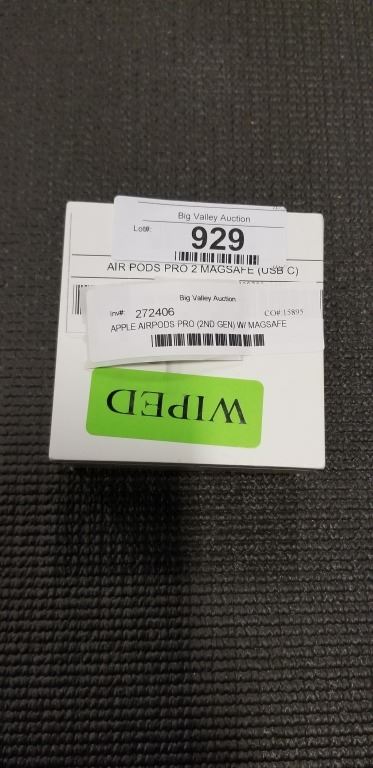 Big Valley Auction
Lot#: 929
AIR PODS PRO 2 MAGSAFE (USB C)
Big Valley Auction
Inv#: 272406 CO# 15895
APPLE AIRPODS PRO (2ND GEN) W/ MAGSAFE
WIPED